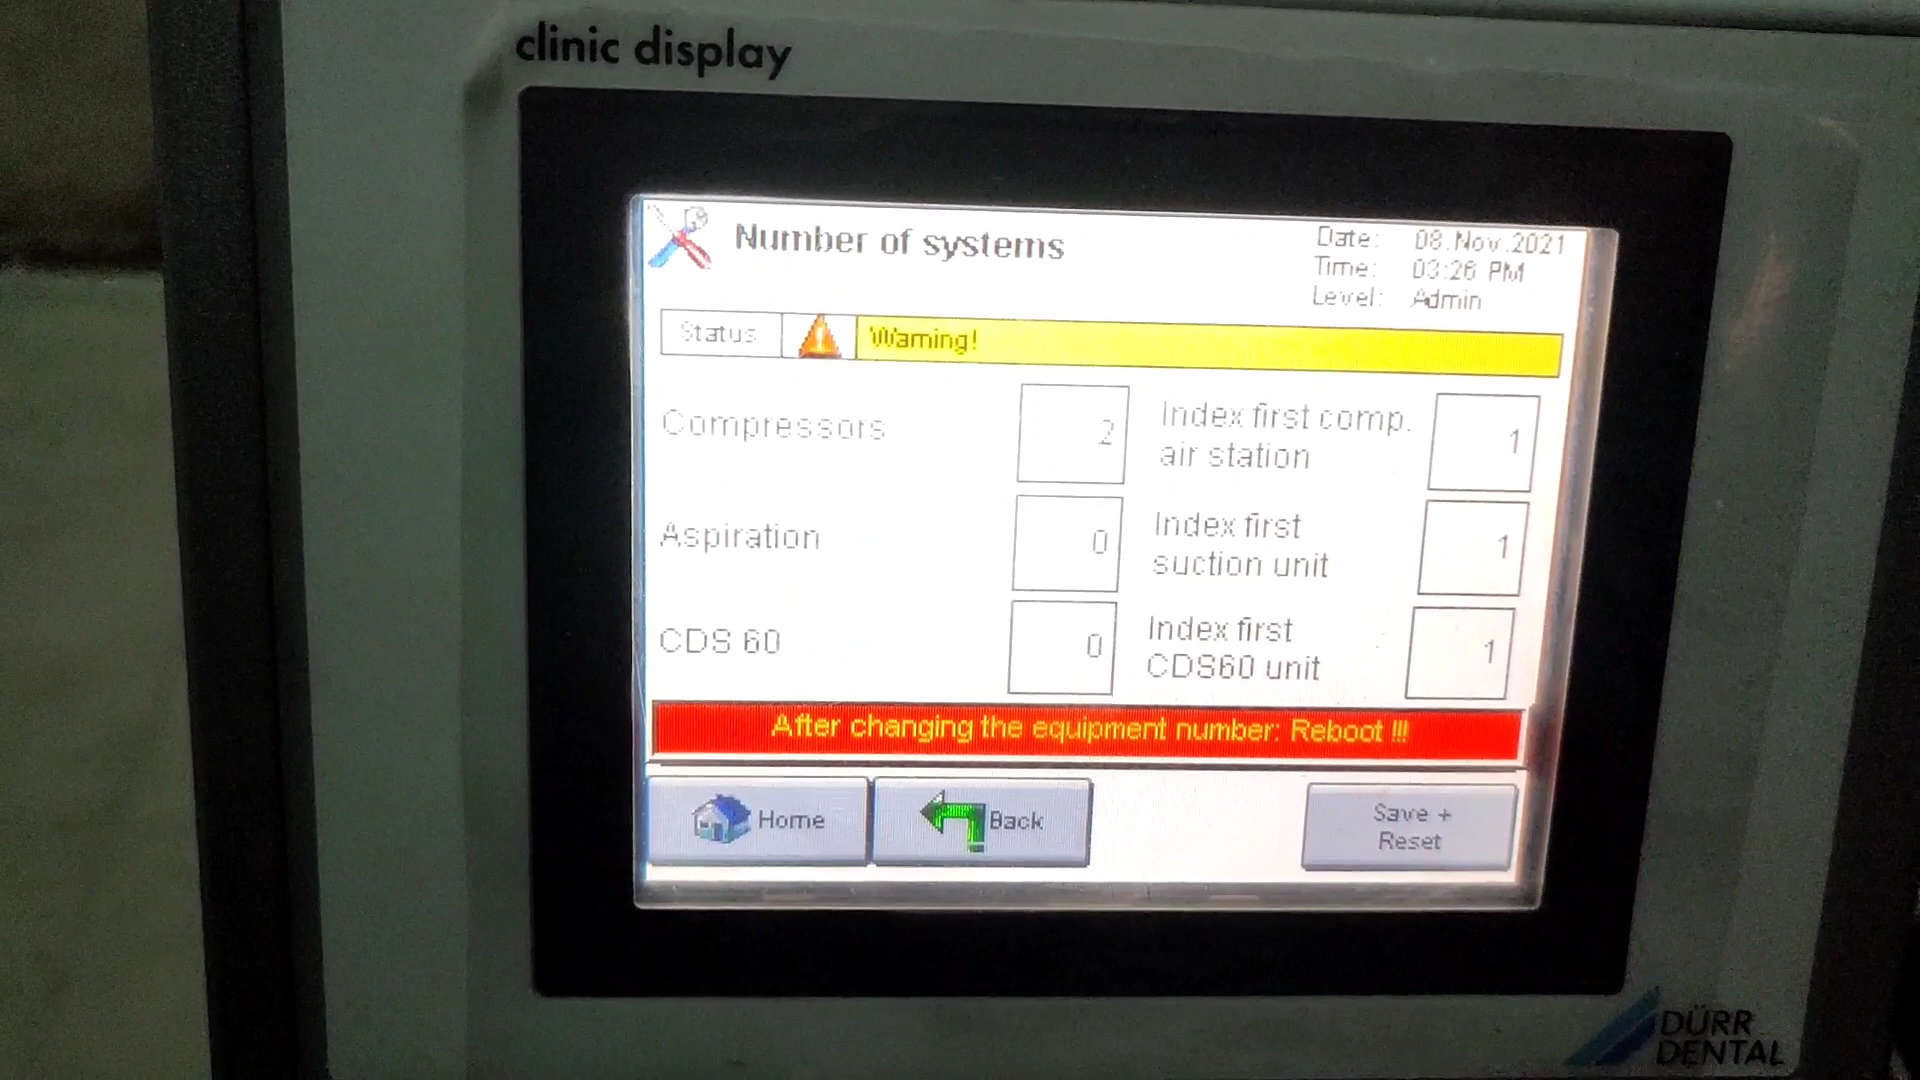 clinic display
Number of systems
Date: 08.Nov.2021
Time: 03:26 PM
Level: Admin
Status Warning!
Compressors 2 Index first comp. air station 1
Aspiration 0 Index first suction unit 1
CDS 60 0 Index first CDS60 unit 1
After changing the equipment number: Reboot !!!
Home Back Save + Reset
DÜRR
DENTAL